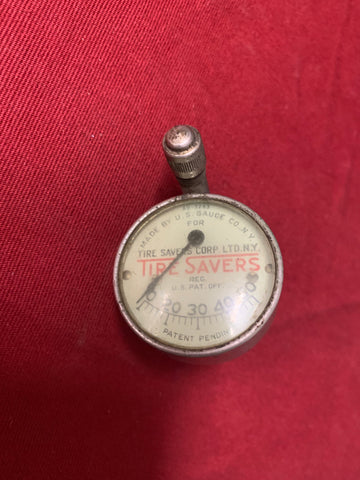 MADE BY U.S. GAUGE CO. N.Y.
FOR
TIRE SAVERS CORP. LTD. N.Y.
TIRE SAVERS
REG.
U.S. PAT. OFF.
20 30 40
PATENT PENDING